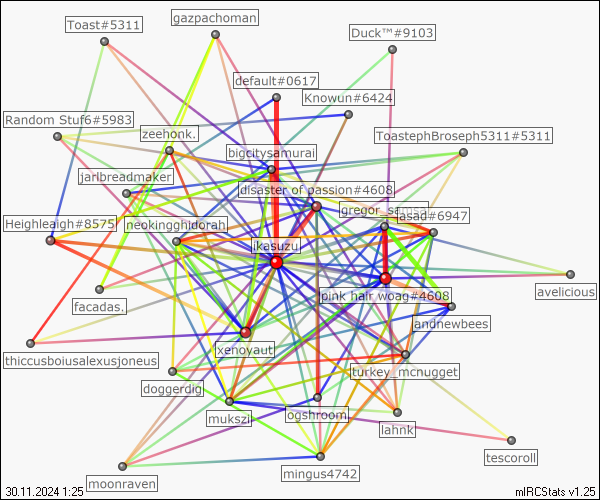 gazpachoman
Toast#5311
Duck™#9103
default#0617
Knowun#6424
Random Stuf6#5983
zeehonk.
ToastephBroseph5311#5311
bigcitysamurai
jarlbreadmaker
disaster of passion#4608
gregor_samsa
asad#6947
Heighleaigh#8575
neokingghidorah
ikasuzu
avelicious
pink hair woag#4608
facadas.
andnewbees
xenoyaut
thiccusboiusalexusjoneus
turkey_mcnugget
doggerdig
mukszi
ogshroom
lahnk
tescoroll
mingus4742
moonraven
30.11.2024 1:25
mIRCStats v1.25